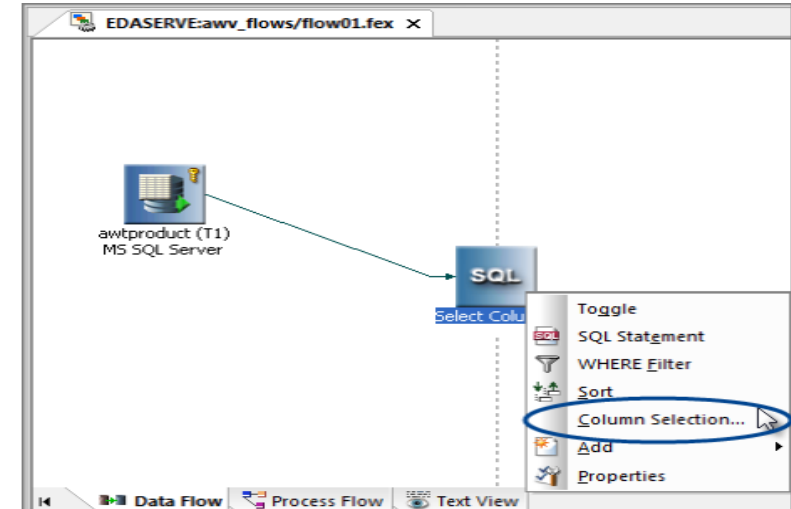 EDASERVE:awv_flows/flow01.fex
awtproduct (T1)
MS SQL Server
SQL
Select Colu
Toggle
SQL Statement
WHERE Filter
Sort
Column Selection...
Add
Properties
Data Flow
Process Flow
Text View